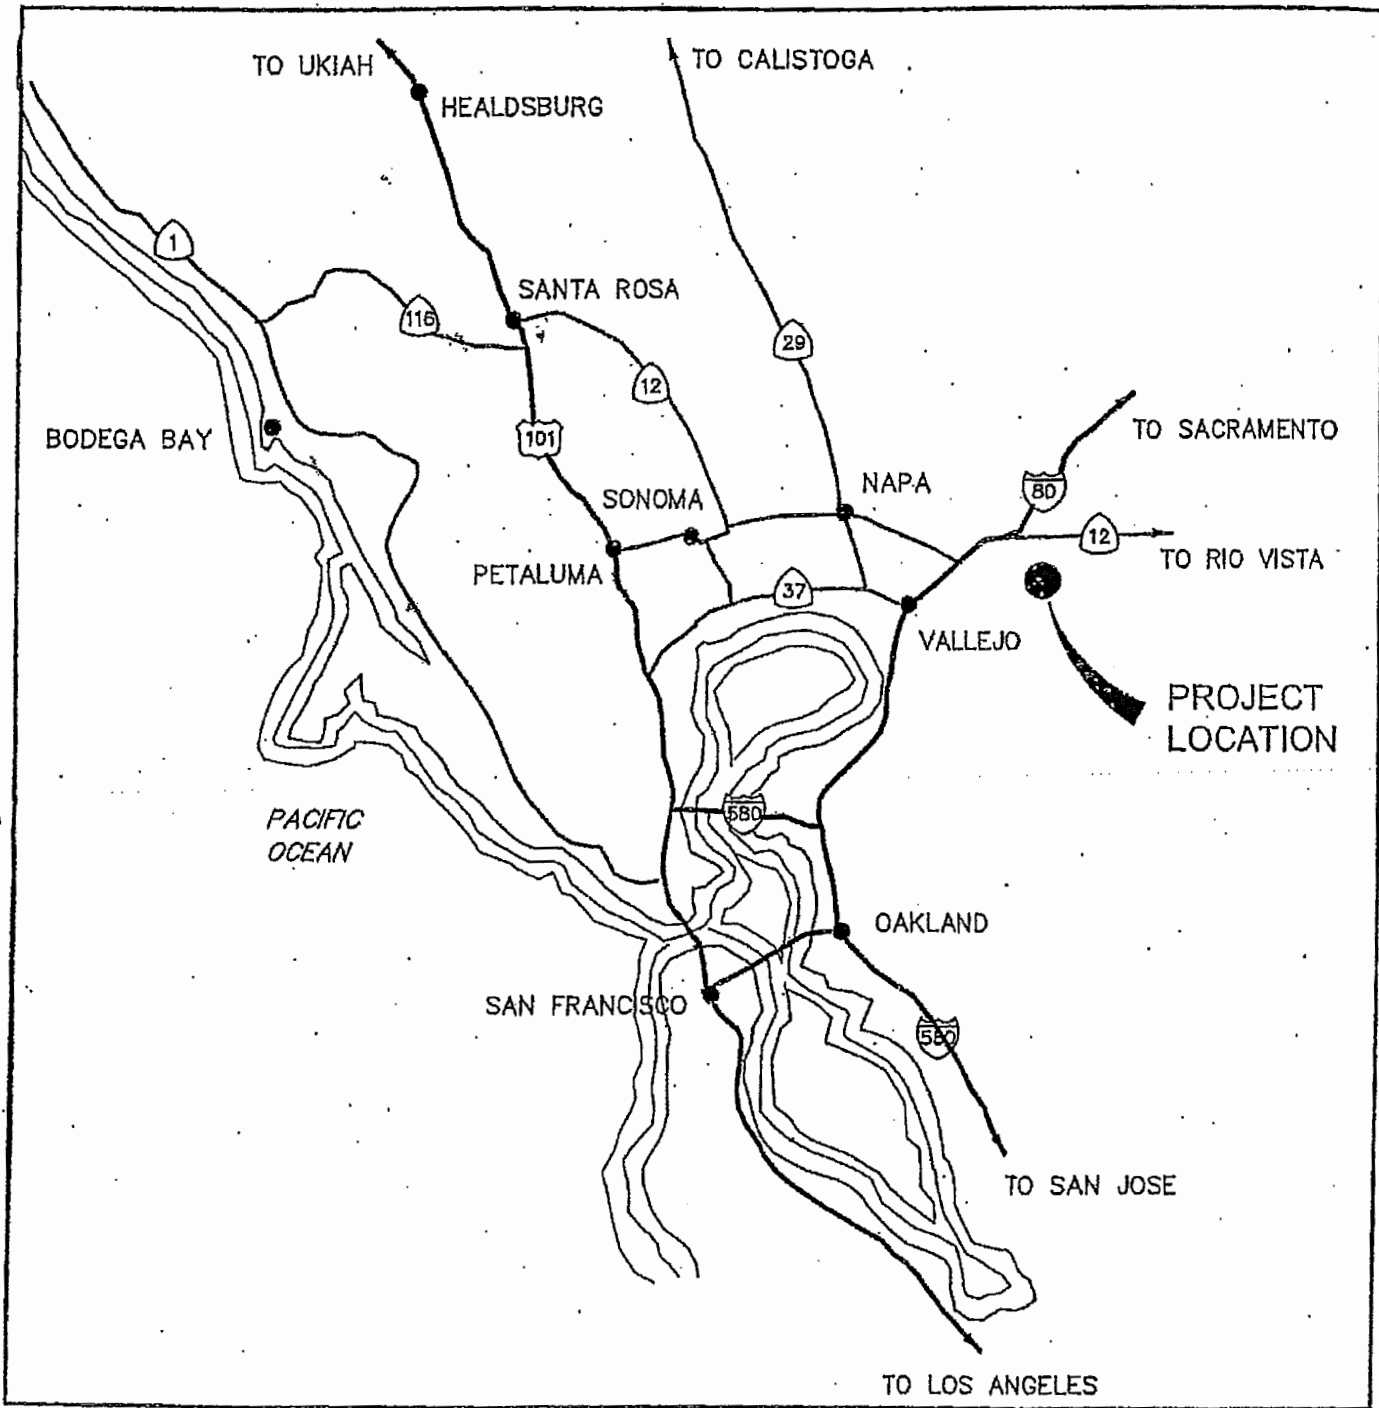 TO UKIAH
TO CALISTOGA
HEALDSBURG
1
SANTA ROSA
116
29
12
BODEGA BAY
101
TO SACRAMENTO
SONOMA
NAPA
80
12
TO RIO VISTA
PETALUMA
37
VALLEJO
PROJECT
LOCATION
580
PACIFIC
OCEAN
OAKLAND
SAN FRANCISCO
580
TO SAN JOSE
TO LOS ANGELES